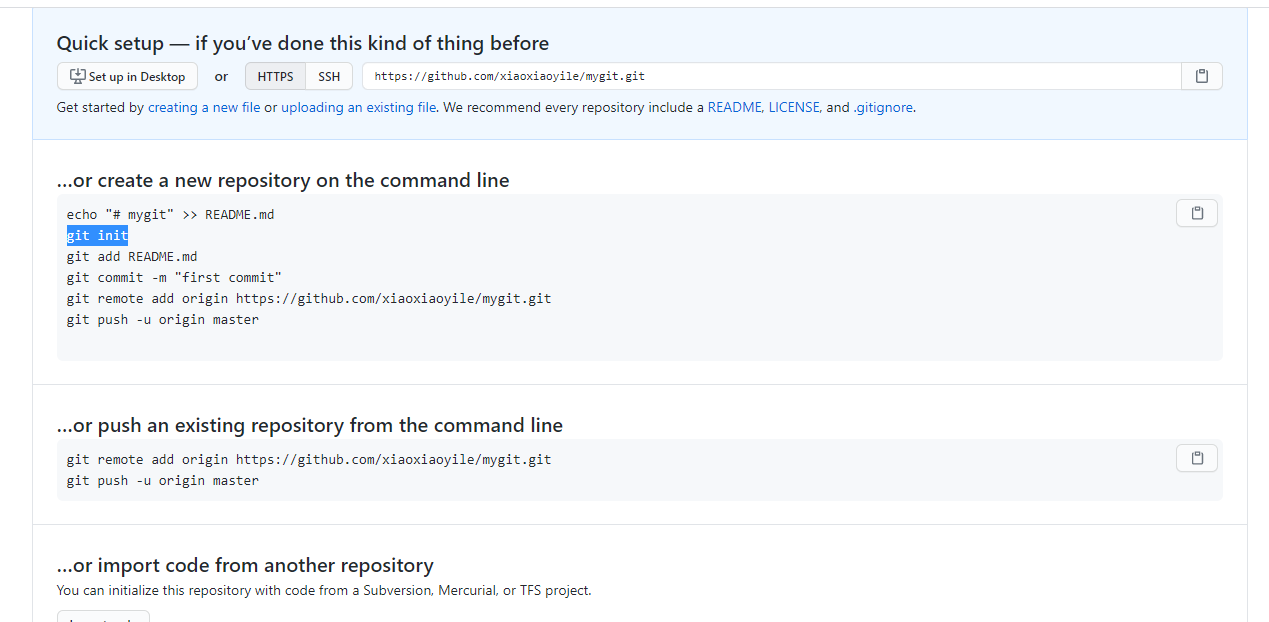 Quick setup — if you’ve done this kind of thing before
Set up in Desktop or HTTPS SSH https://github.com/xiaoxiaoyile/mygit.git
Get started by creating a new file or uploading an existing file. We recommend every repository include a README, LICENSE, and .gitignore.
…or create a new repository on the command line
echo "# mygit" >> README.md
git init
git add README.md
git commit -m "first commit"
git remote add origin https://github.com/xiaoxiaoyile/mygit.git
git push -u origin master
…or push an existing repository from the command line
git remote add origin https://github.com/xiaoxiaoyile/mygit.git
git push -u origin master
…or import code from another repository
You can initialize this repository with code from a Subversion, Mercurial, or TFS project.